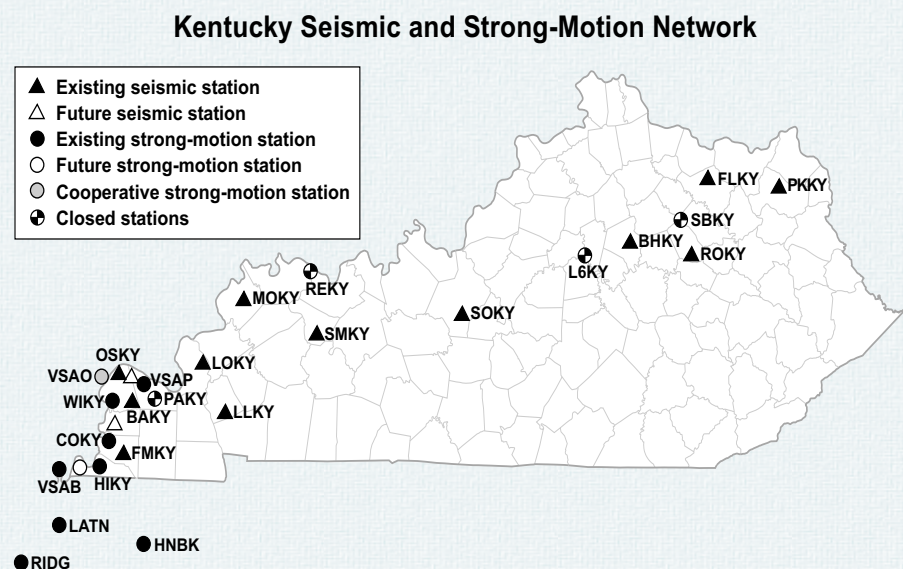 Kentucky Seismic and Strong-Motion Network
Existing seismic station
Future seismic station
Existing strong-motion station
Future strong-motion station
Cooperative strong-motion station
Closed stations
FLKY
PKKY
SBKY
BHKY
ROKY
L6KY
REKY
MOKY
SOKY
SMKY
OSKY
LOKY
VSAO
VSAP
WIKY
PAKY
BAKY
LLKY
COKY
FMKY
VSAB
HIKY
LATN
HNBK
RIDG